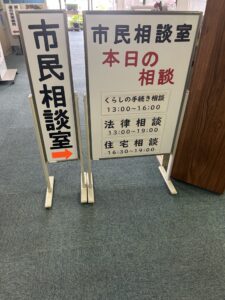 市民相談室
市民相談室
本日の
相談
くらしの手続き相談
13:00〜16:00
法律相談
13:00〜19:00
住宅相談
16:30〜19:00